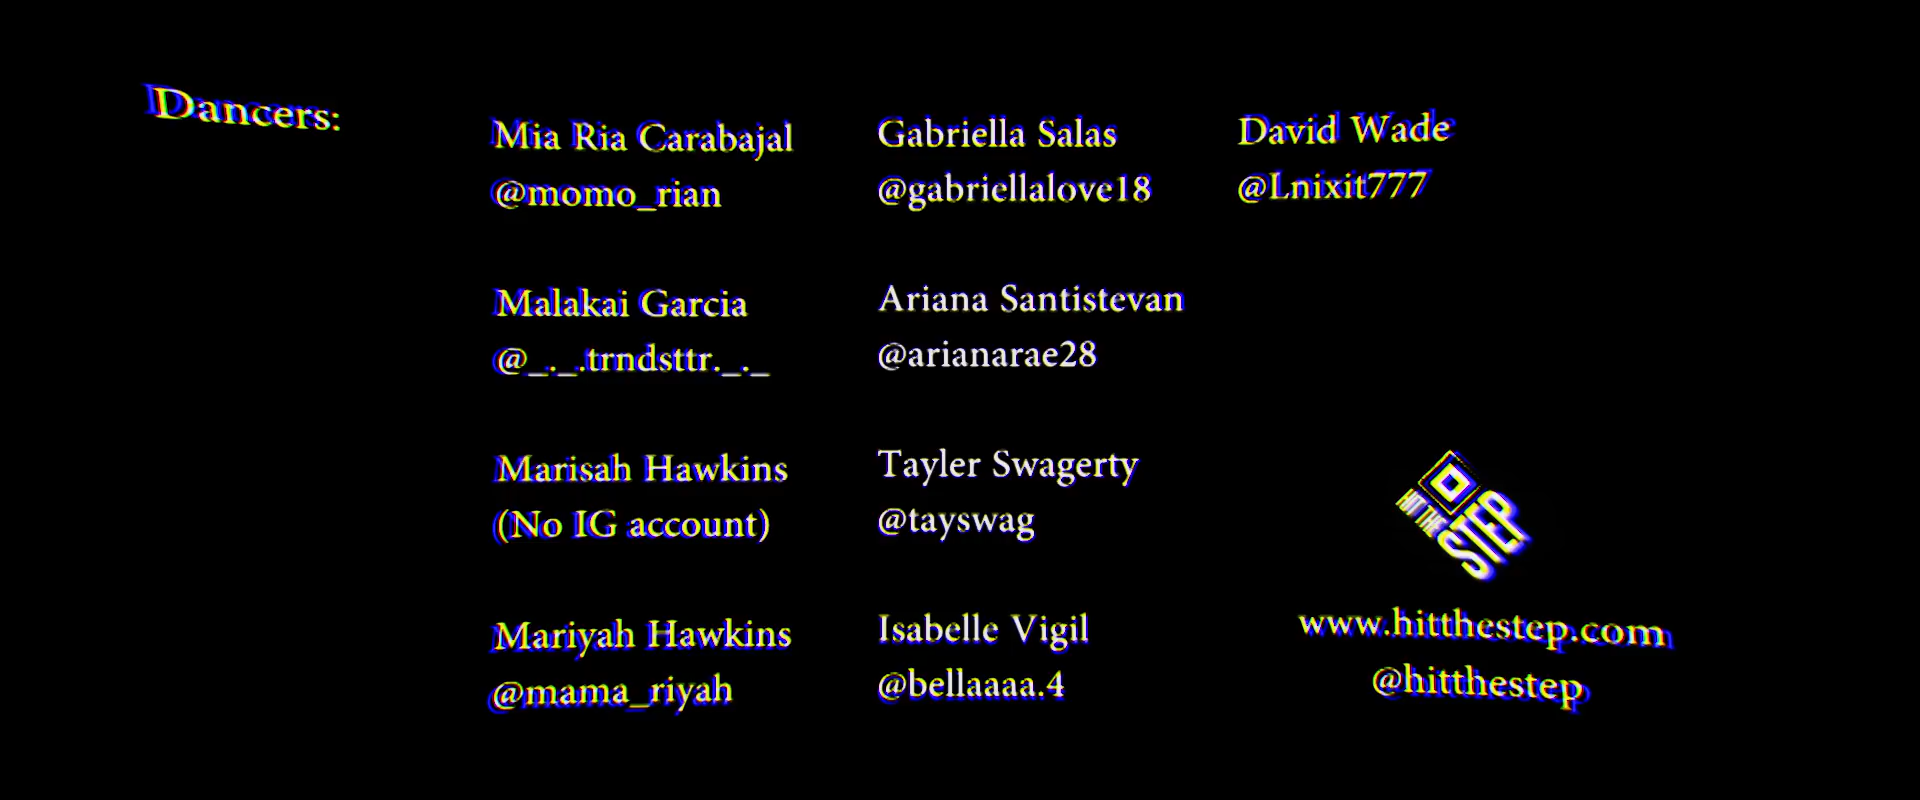 Dancers:
Mia Ria Carabajal
@momo_rian
Malakai Garcia
@_._.trndsttr._._
Marisah Hawkins
(No IG account)
Mariyah Hawkins
@mama_riyah
Gabriella Salas
@gabriellalove18
Ariana Santistevan
@arianarae28
Tayler Swagerty
@tayswag
Isabelle Vigil
@bellaaaa.4
David Wade
@Lnixit777
HIT THE
STEP
www.hitthestep.com
@hitthestep